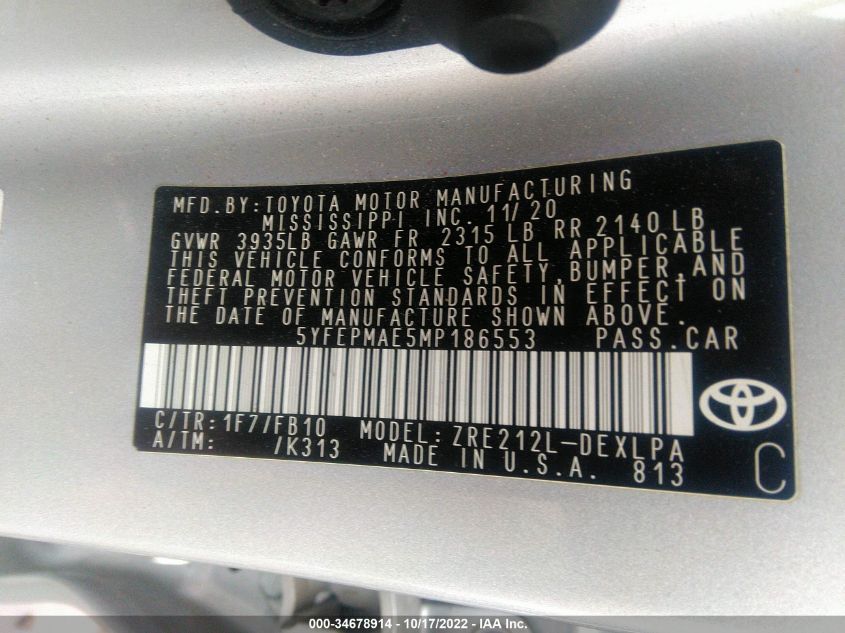 MFD.BY:TOYOTA MOTOR MANUFACTURING
MISSISSIPPI INC. 11/20
GVWR 3935LB GAWR FR 2315 LB RR 2140 LB
THIS VEHICLE CONFORMS TO ALL APPLICABLE
FEDERAL MOTOR VEHICLE SAFETY,BUMPER,AND
THEFT PREVENTION STANDARDS IN EFFECT ON
THE DATE OF MANUFACTURE SHOWN ABOVE.
5YFEPMAE5MP186553 PASS.CAR
C/TR: 1F7/FB10 MODEL: ZRE212L-DEXLPA
A/TM: /K313 MADE IN U.S.A. 813
C
000-34678914 - 10/17/2022 - IAA Inc.